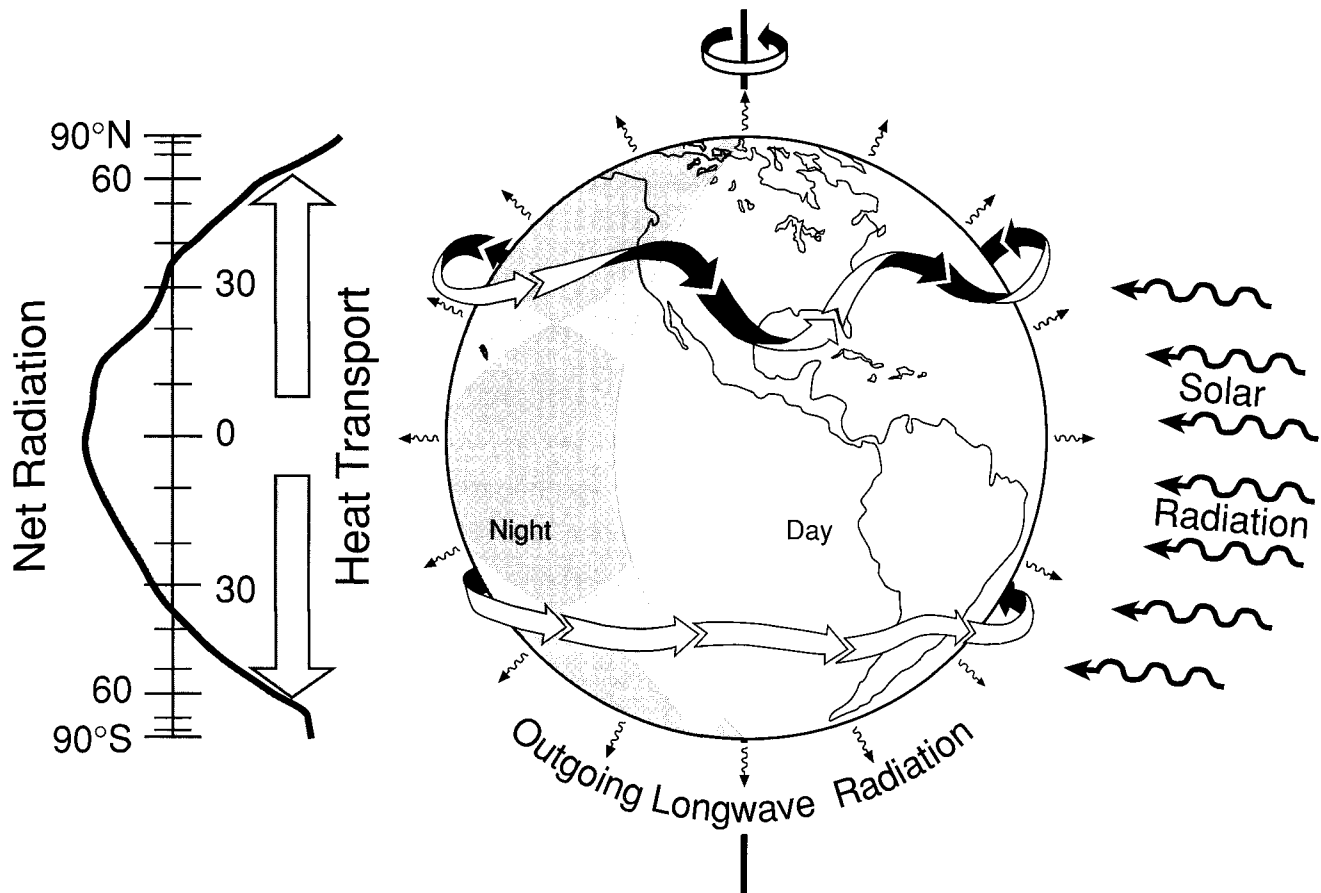 Net Radiation
90°N
60
30
0
30
60
90°S
Heat Transport
Night
Day
Solar
Radiation
Outgoing Longwave Radiation